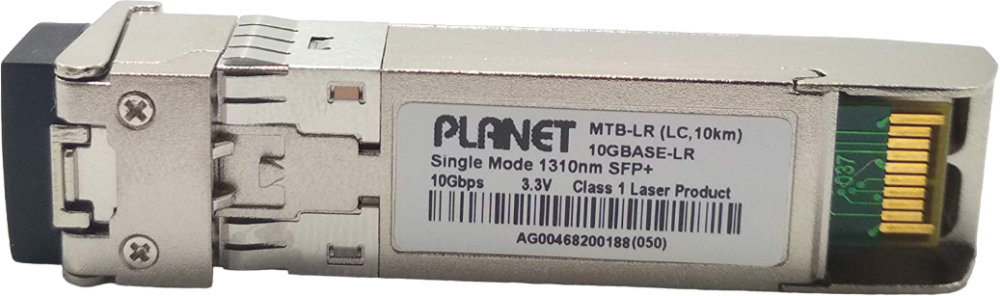 PLANET MTB-LR (LC,10km)
10GBASE-LR
Single Mode 1310nm SFP+
10Gbps 3.3V Class 1 Laser Product
AG00468200188(050)
037